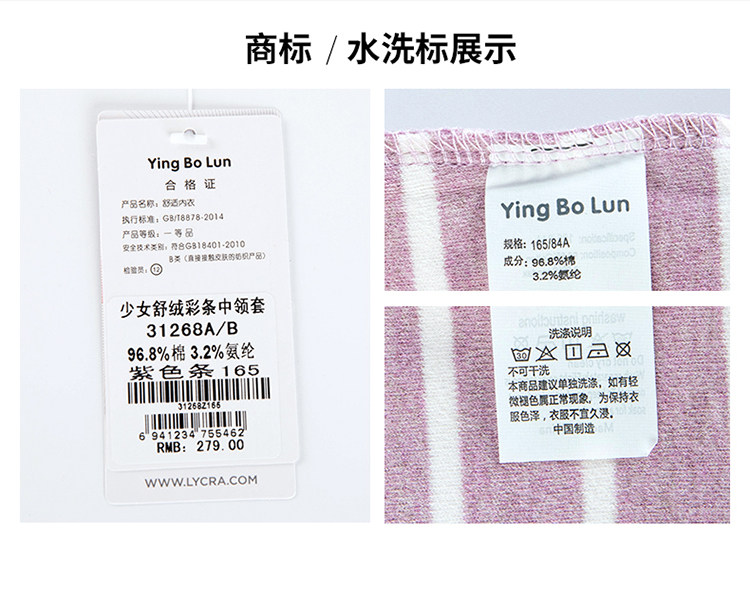 商标 / 水洗标展示
Ying Bo Lun
合格证
产品名称: 舒适内衣
执行标准: GB/T8878-2014
产品等级: 一等品
安全技术类别: 符合GB18401-2010
B类 (直接接触皮肤的纺织产品)
检验员: 12
少女舒绒彩条中领套
31268A/B
96.8%棉 3.2%氨纶
紫色条 165
31268Z165
6 941234 755462
RMB: 279.00
WWW.LYCRA.COM
Ying Bo Lun
规格: 165/84A
成分: 96.8%棉
3.2%氨纶
洗涤说明
30
不可干洗
本商品建议单独洗涤, 如有轻
微褪色属正常现象, 为保持衣
服色泽, 衣服不宜久浸。
中国制造